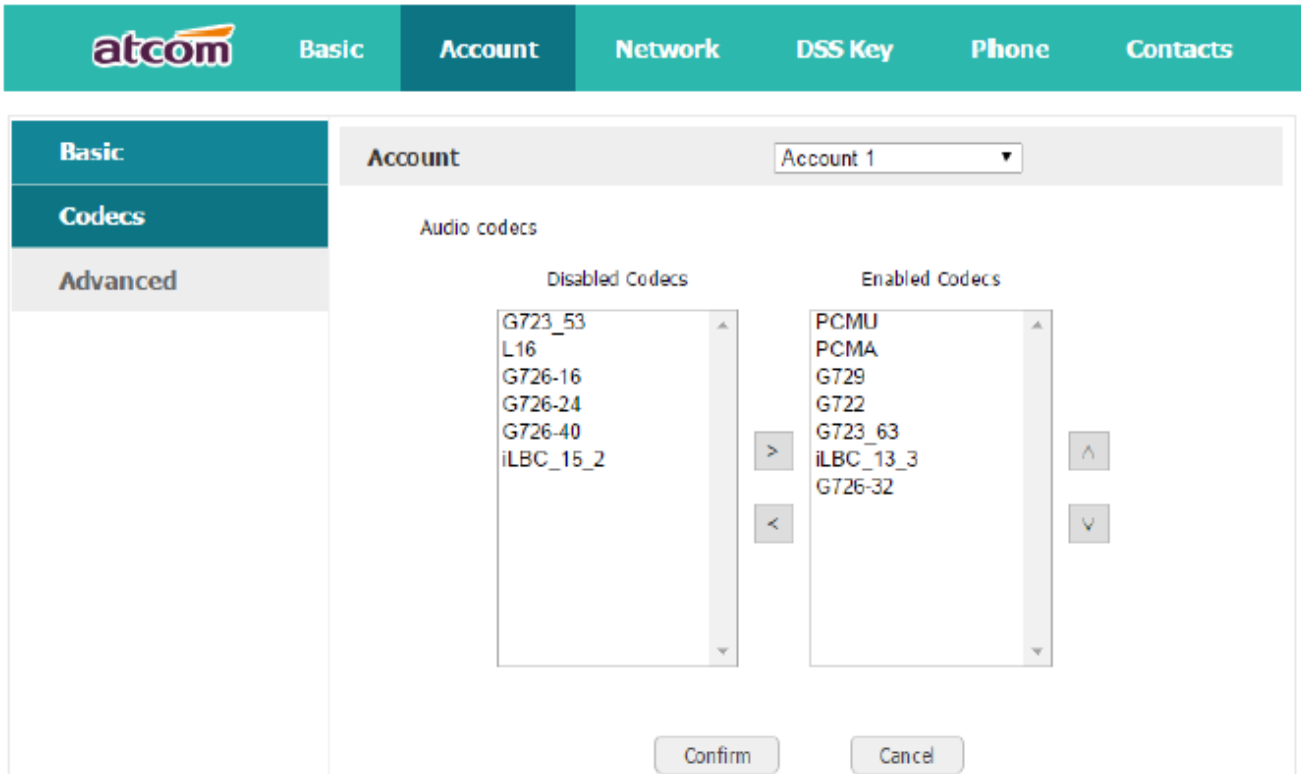 atcom Basic Account Network DSS Key Phone Contacts
Basic
Account Account 1
Codecs
Audio codecs
Advanced
Disabled Codecs Enabled Codecs
G723_53 PCMU
L16 PCMA
G726-16 G729
G726-24 G722
G726-40 G723_63
iLBC_15_2 iLBC_13_3
G726-32
> ^
< v
Confirm Cancel